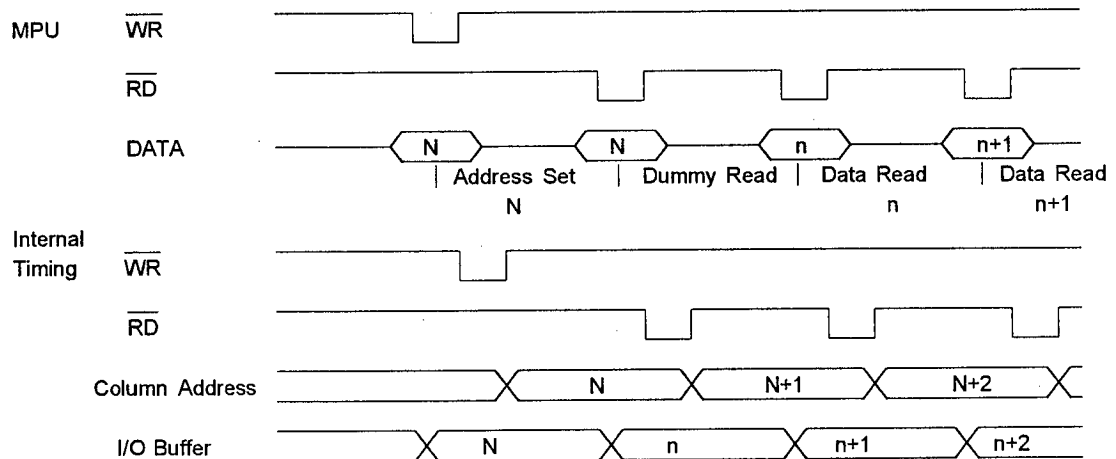 MPU WR
RD
DATA N N n n+1
Address Set Dummy Read Data Read Data Read
N n n+1
Internal
Timing WR
RD
Column Address N N+1 N+2
I/O Buffer N n n+1 n+2